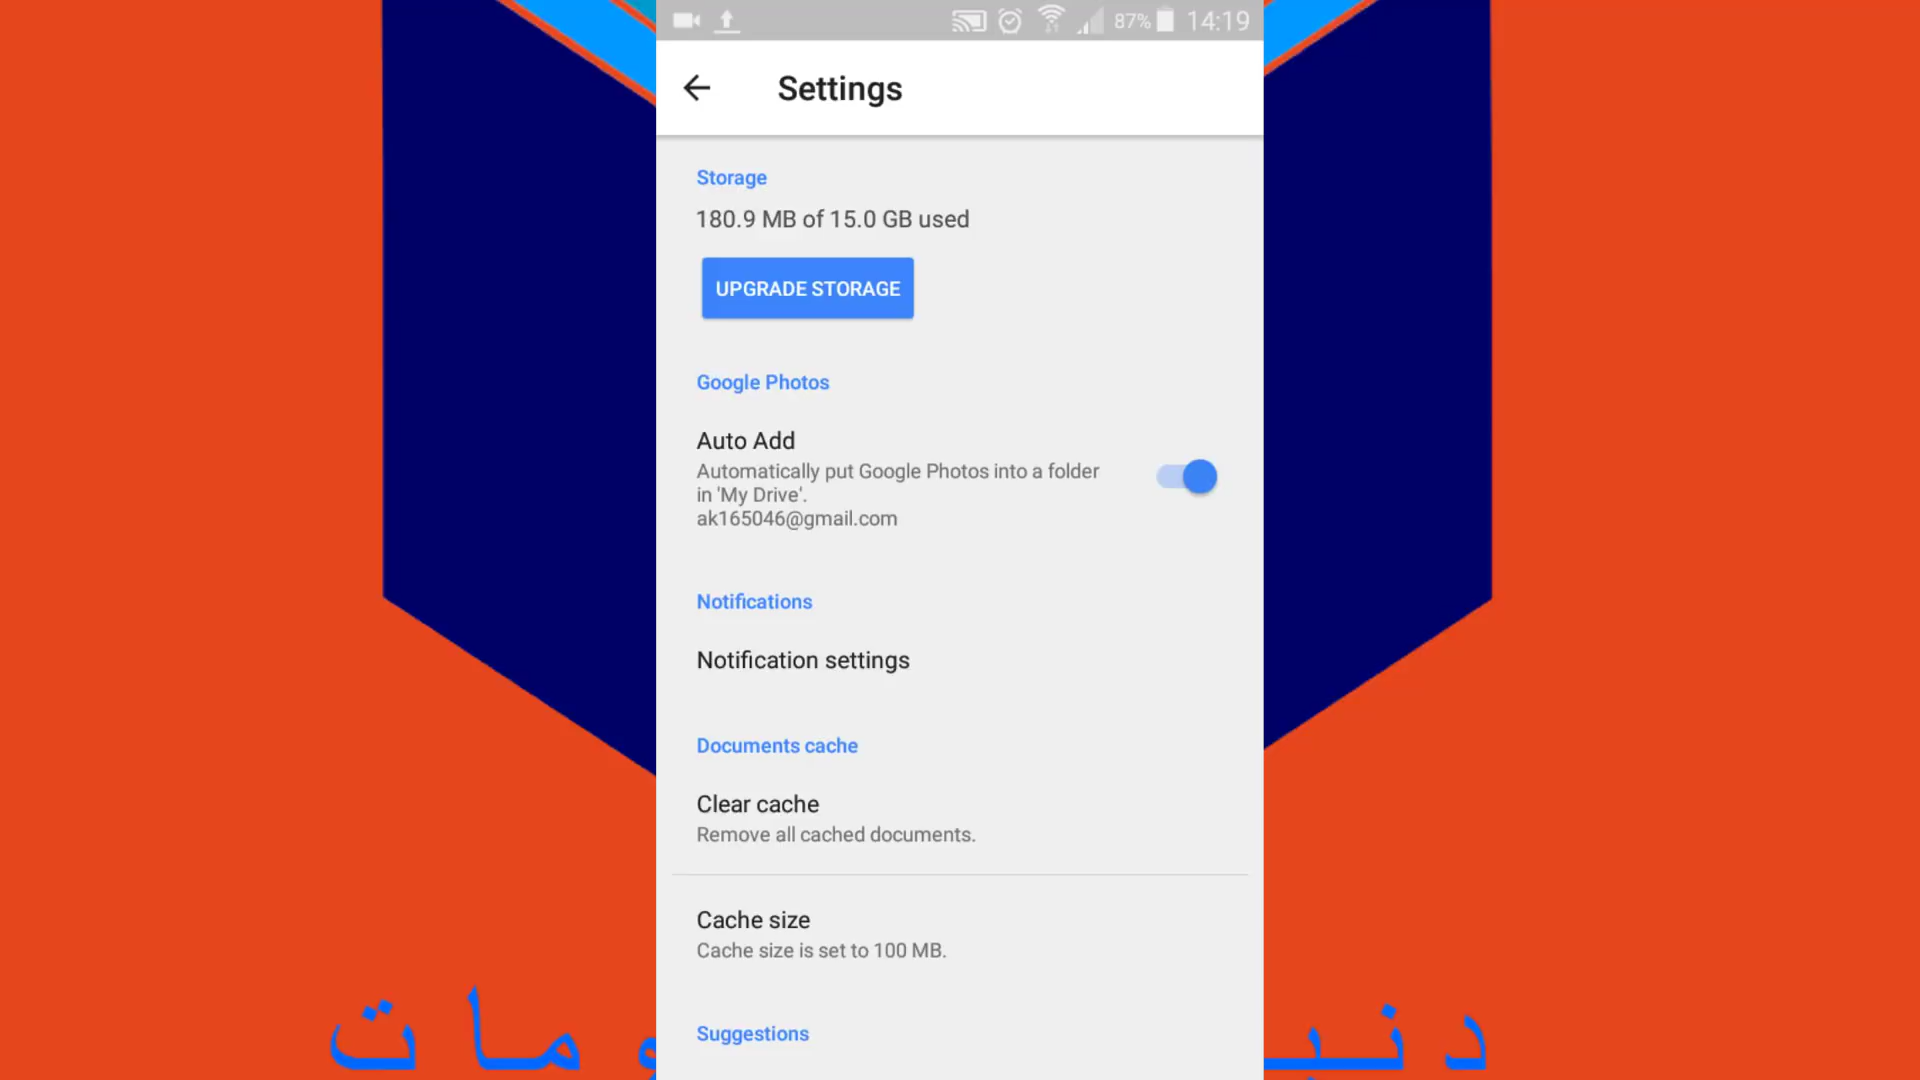 87% 14:19
Settings
Storage
180.9 MB of 15.0 GB used
UPGRADE STORAGE
Google Photos
Auto Add
Automatically put Google Photos into a folder
in 'My Drive'.
ak165046@gmail.com
Notifications
Notification settings
Documents cache
Clear cache
Remove all cached documents.
Cache size
Cache size is set to 100 MB.
Suggestions